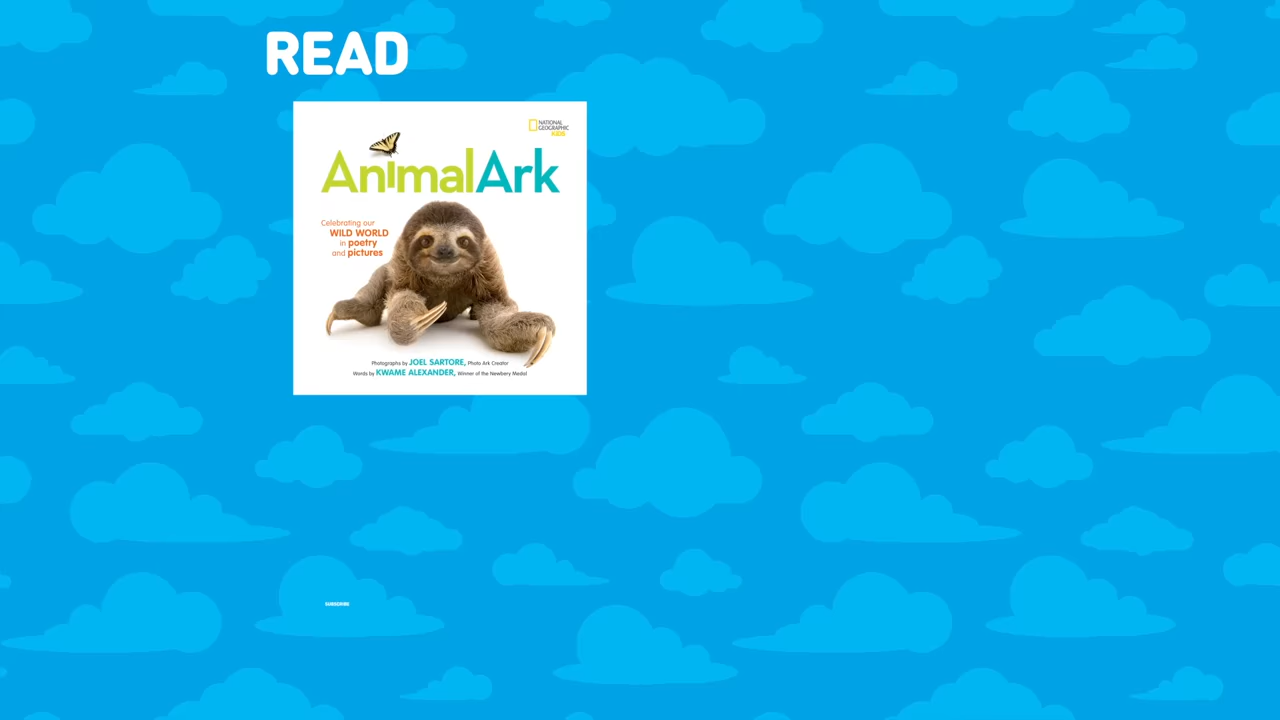 READ
NATIONAL
GEOGRAPHIC
KiDS
AnimalArk
Celebrating our
WILD WORLD
in poetry
and pictures
Photographs by JOEL SARTORE, Photo Ark Creator
Words by KWAME ALEXANDER, Winner of the Newbery Medal
SUBSCRIBE